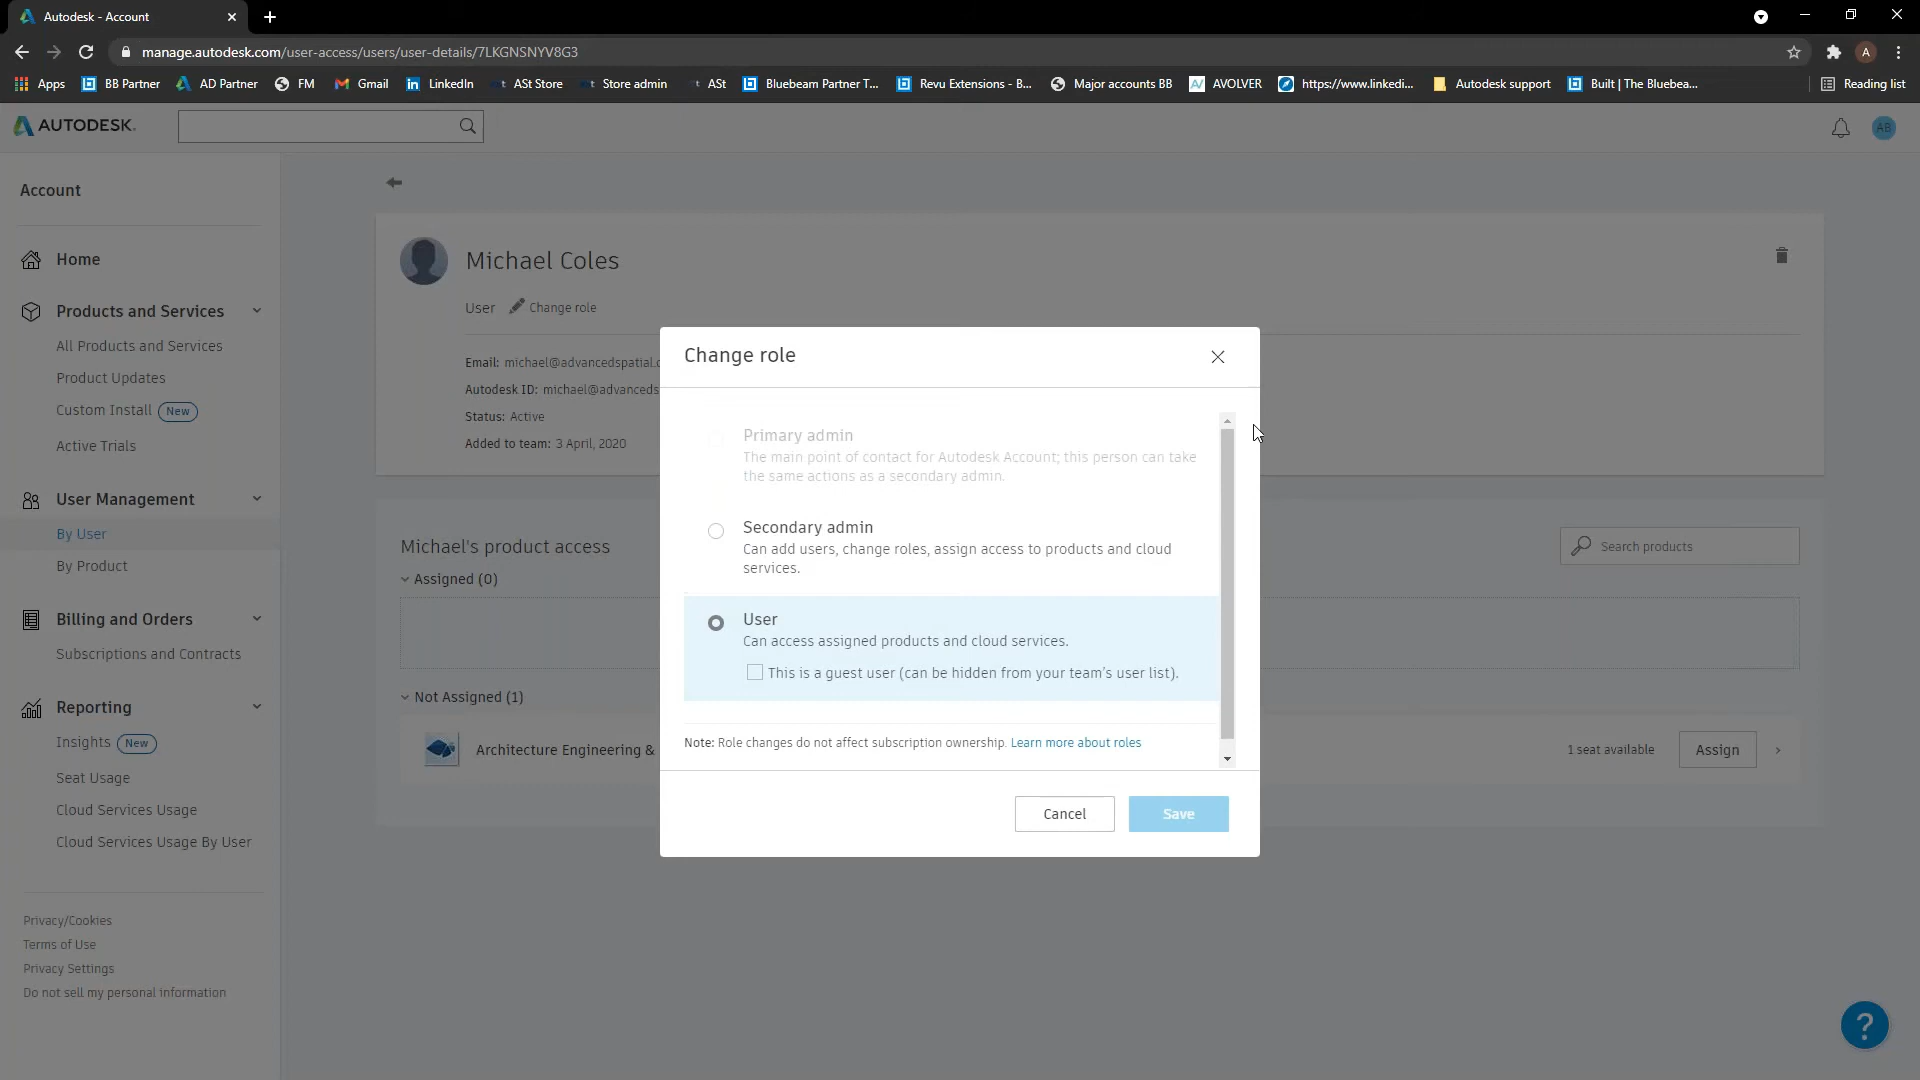 Autodesk - Account
manage.autodesk.com/user-access/users/user-details/7LKGNSNYV8G3
Apps BB Partner AD Partner FM Gmail LinkedIn ASt Store Store admin ASt Bluebeam Partner T... Revu Extensions - B... Major accounts BB AVOLVER https://www.linkedi... Autodesk support Built | The Bluebea... Reading list
AUTODESK.
AB
Account
Home
Products and Services
All Products and Services
Product Updates
Custom Install New
Active Trials
User Management
By User
By Product
Billing and Orders
Subscriptions and Contracts
Reporting
Insights New
Seat Usage
Cloud Services Usage
Cloud Services Usage By User
Privacy/Cookies
Terms of Use
Privacy Settings
Do not sell my personal information
Michael Coles
User Change role
Email: michael@advancedspatial.c
Autodesk ID: michael@advanceds
Status: Active
Added to team: 3 April, 2020
Michael's product access
Search products
Assigned (0)
Not Assigned (1)
Architecture Engineering &
1 seat available Assign
Change role
Primary admin
The main point of contact for Autodesk Account; this person can take
the same actions as a secondary admin.
Secondary admin
Can add users, change roles, assign access to products and cloud
services.
User
Can access assigned products and cloud services.
This is a guest user (can be hidden from your team's user list).
Note: Role changes do not affect subscription ownership. Learn more about roles
Cancel Save
?